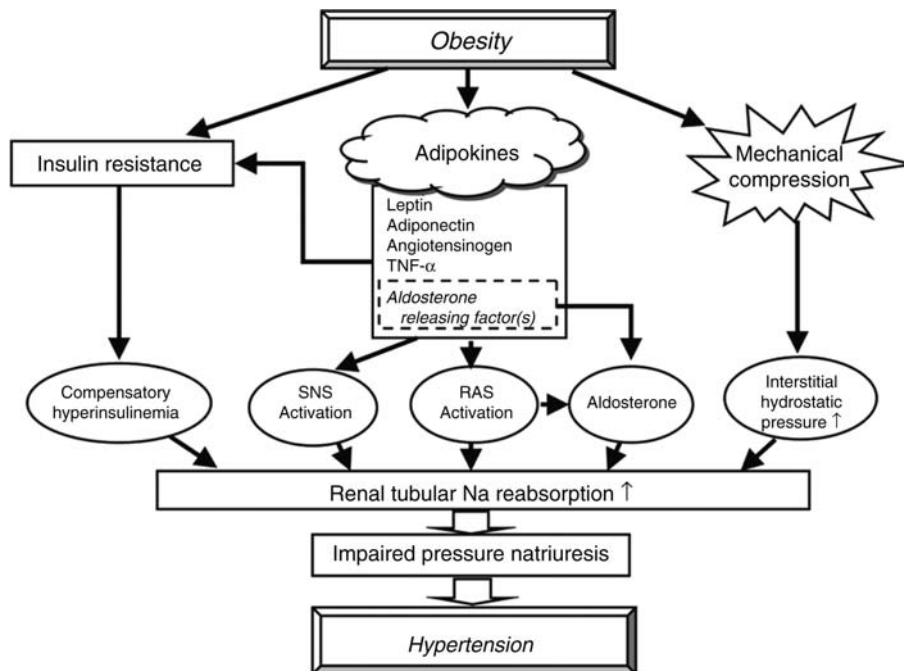 Obesity
Insulin resistance
Adipokines
Mechanical
compression
Leptin
Adiponectin
Angiotensinogen
TNF-α
Aldosterone
releasing factor(s)
Compensatory
hyperinsulinemia
SNS
Activation
RAS
Activation
Aldosterone
Interstitial
hydrostatic
pressure ↑
Renal tubular Na reabsorption ↑
Impaired pressure natriuresis
Hypertension